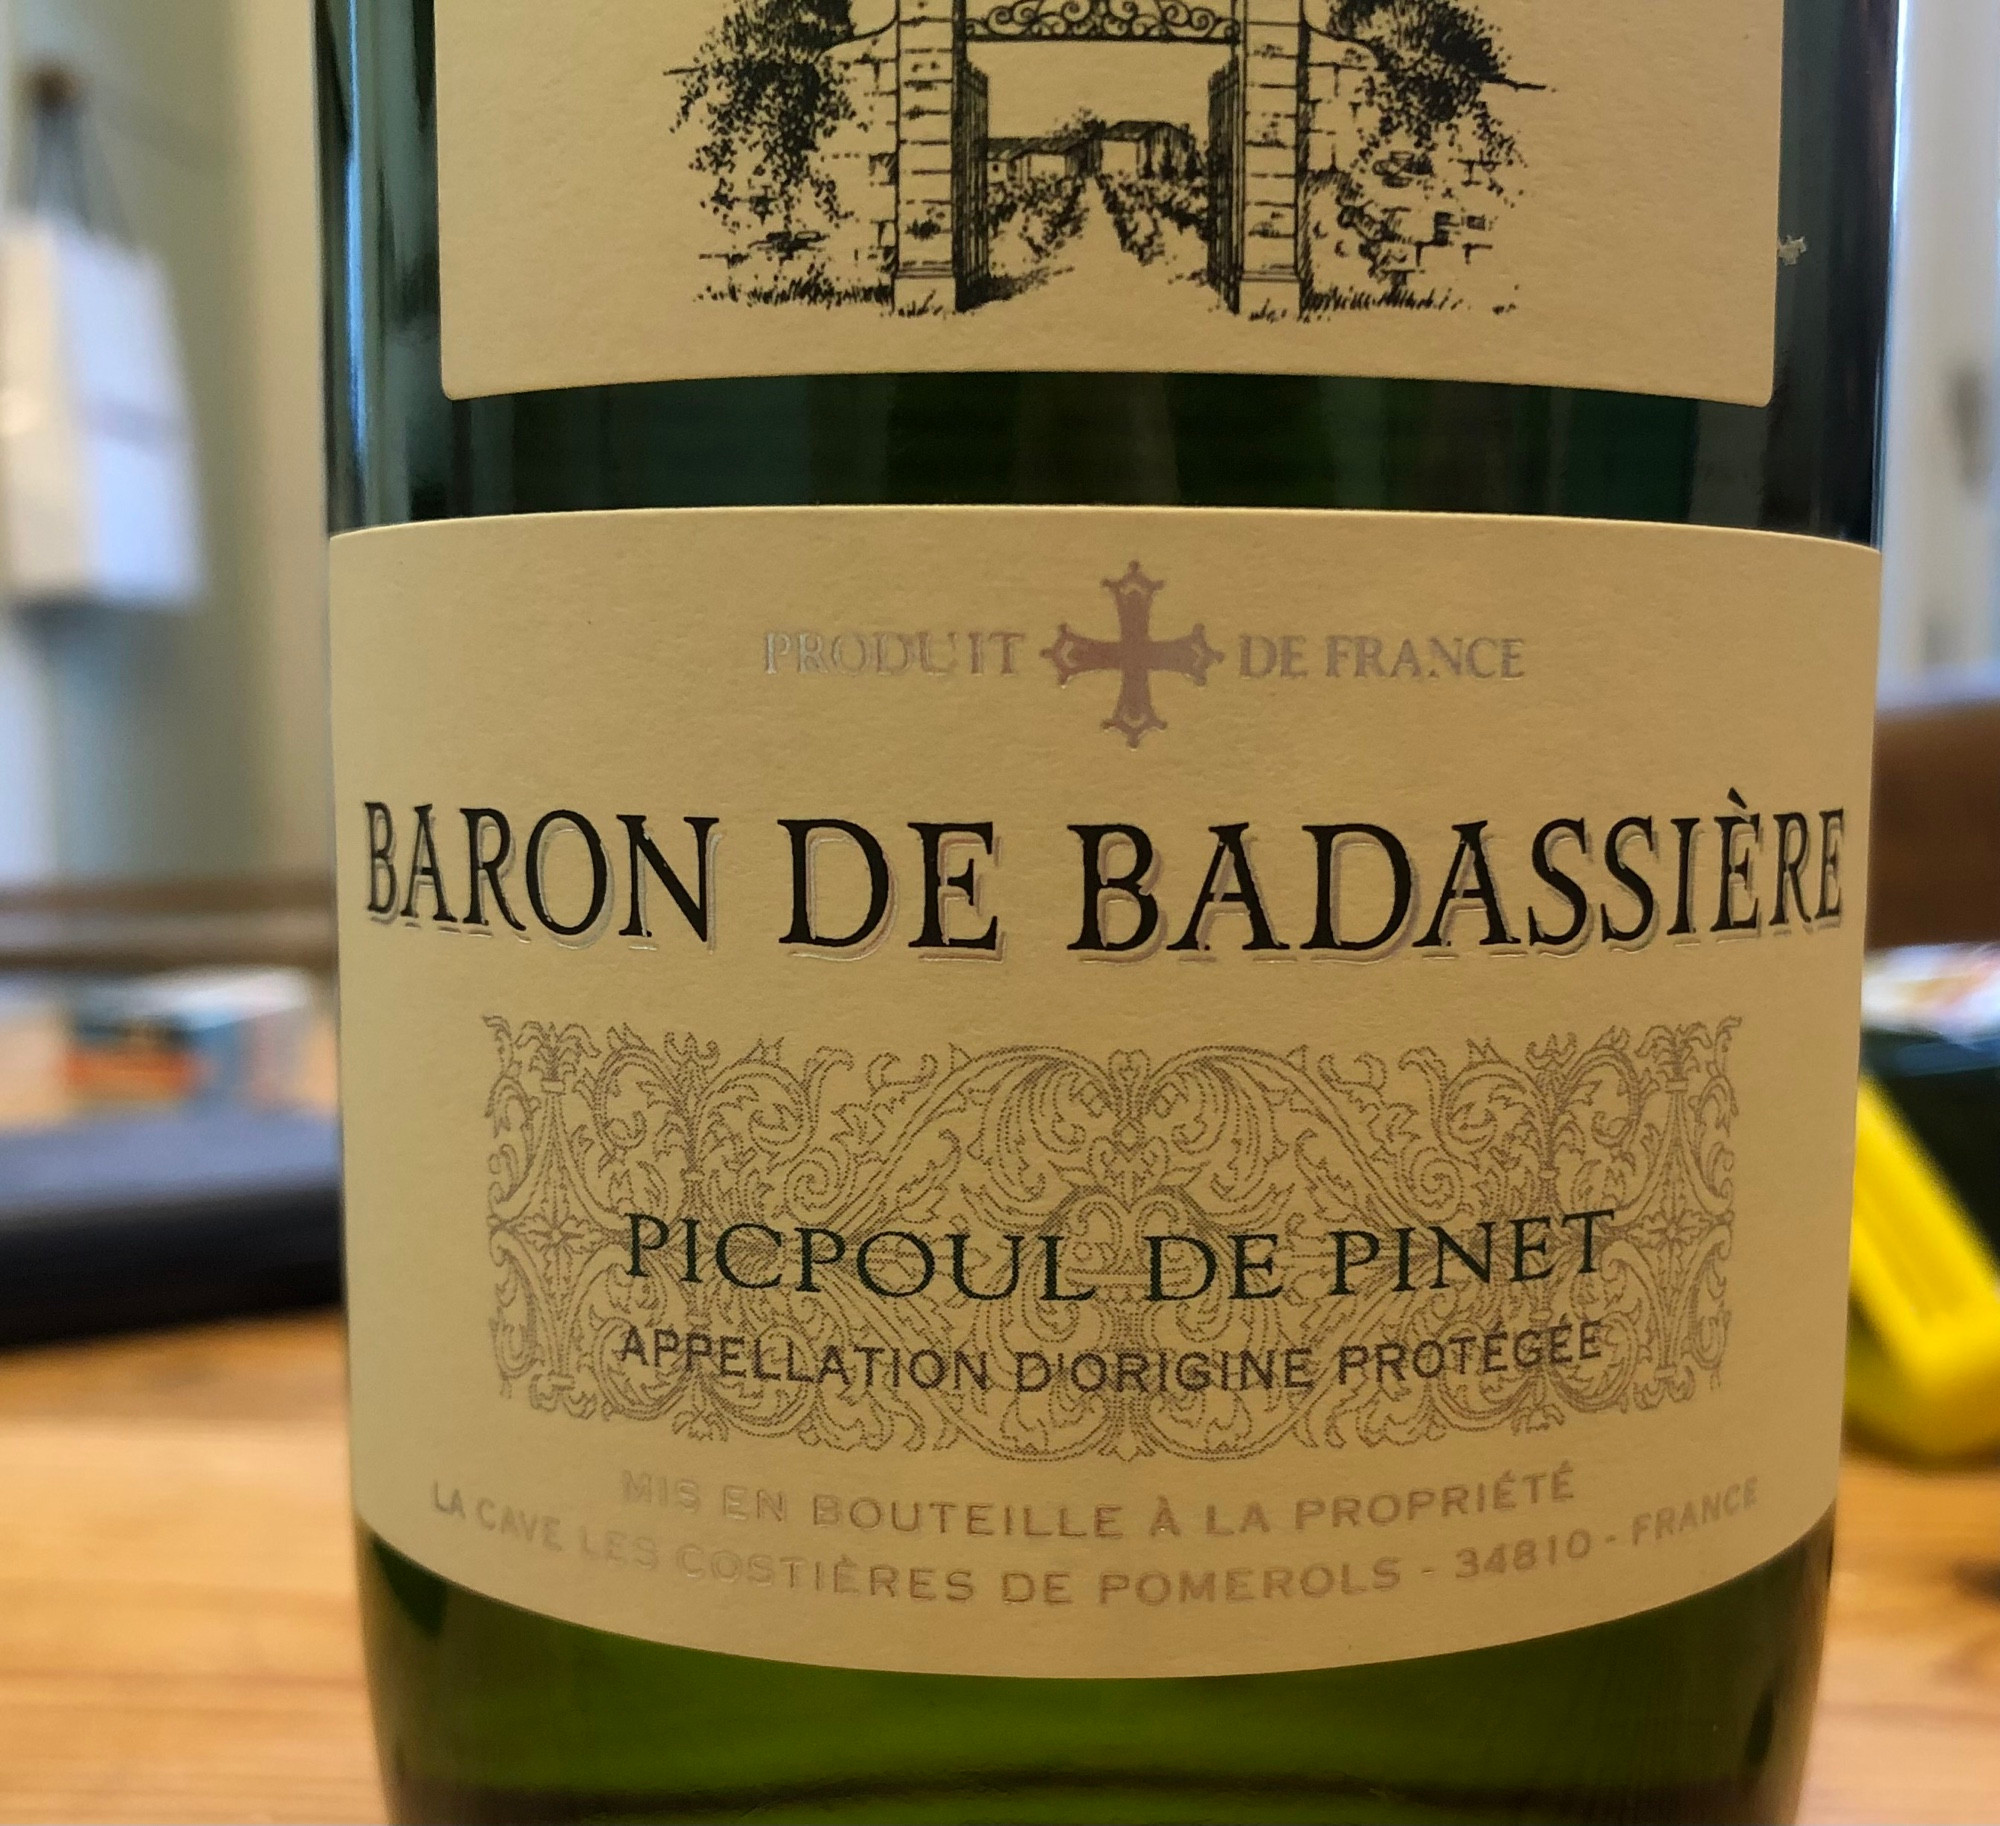 PRODUIT DE FRANCE
BARON DE BADASSIÈRE
PICPOUL DE PINET
APPELLATION D'ORIGINE PROTÉGÉE
MIS EN BOUTEILLE À LA PROPRIÉTÉ
LA CAVE LES COSTIÈRES DE POMEROLS - 34810 - FRANCE